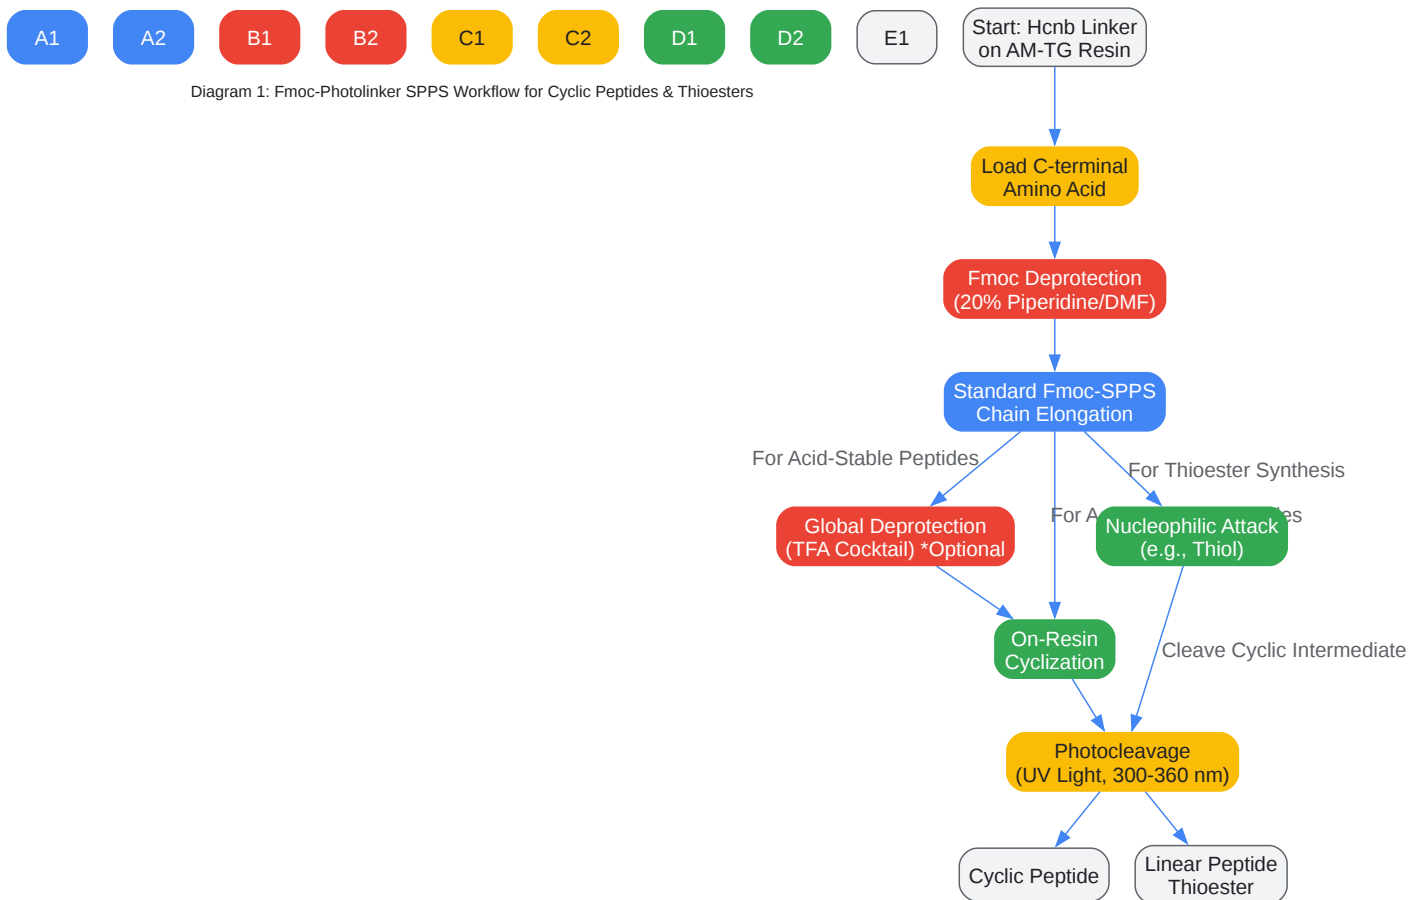 A1
A2
B1
B2
C1
C2
D1
D2
E1
Start: Hcnb Linker
on AM-TG Resin
Diagram 1: Fmoc-Photolinker SPPS Workflow for Cyclic Peptides & Thioesters
Load C-terminal
Amino Acid
Fmoc Deprotection
(20% Piperidine/DMF)
Standard Fmoc-SPPS
Chain Elongation
For Acid-Stable Peptides
For Thioester Synthesis
For
Global Deprotection
(TFA Cocktail) *Optional
Nucleophilic Attack
(e.g., Thiol)
On-Resin
Cyclization
Cleave Cyclic Intermediate
Photocleavage
(UV Light, 300-360 nm)
Cyclic Peptide
Linear Peptide
Thioester